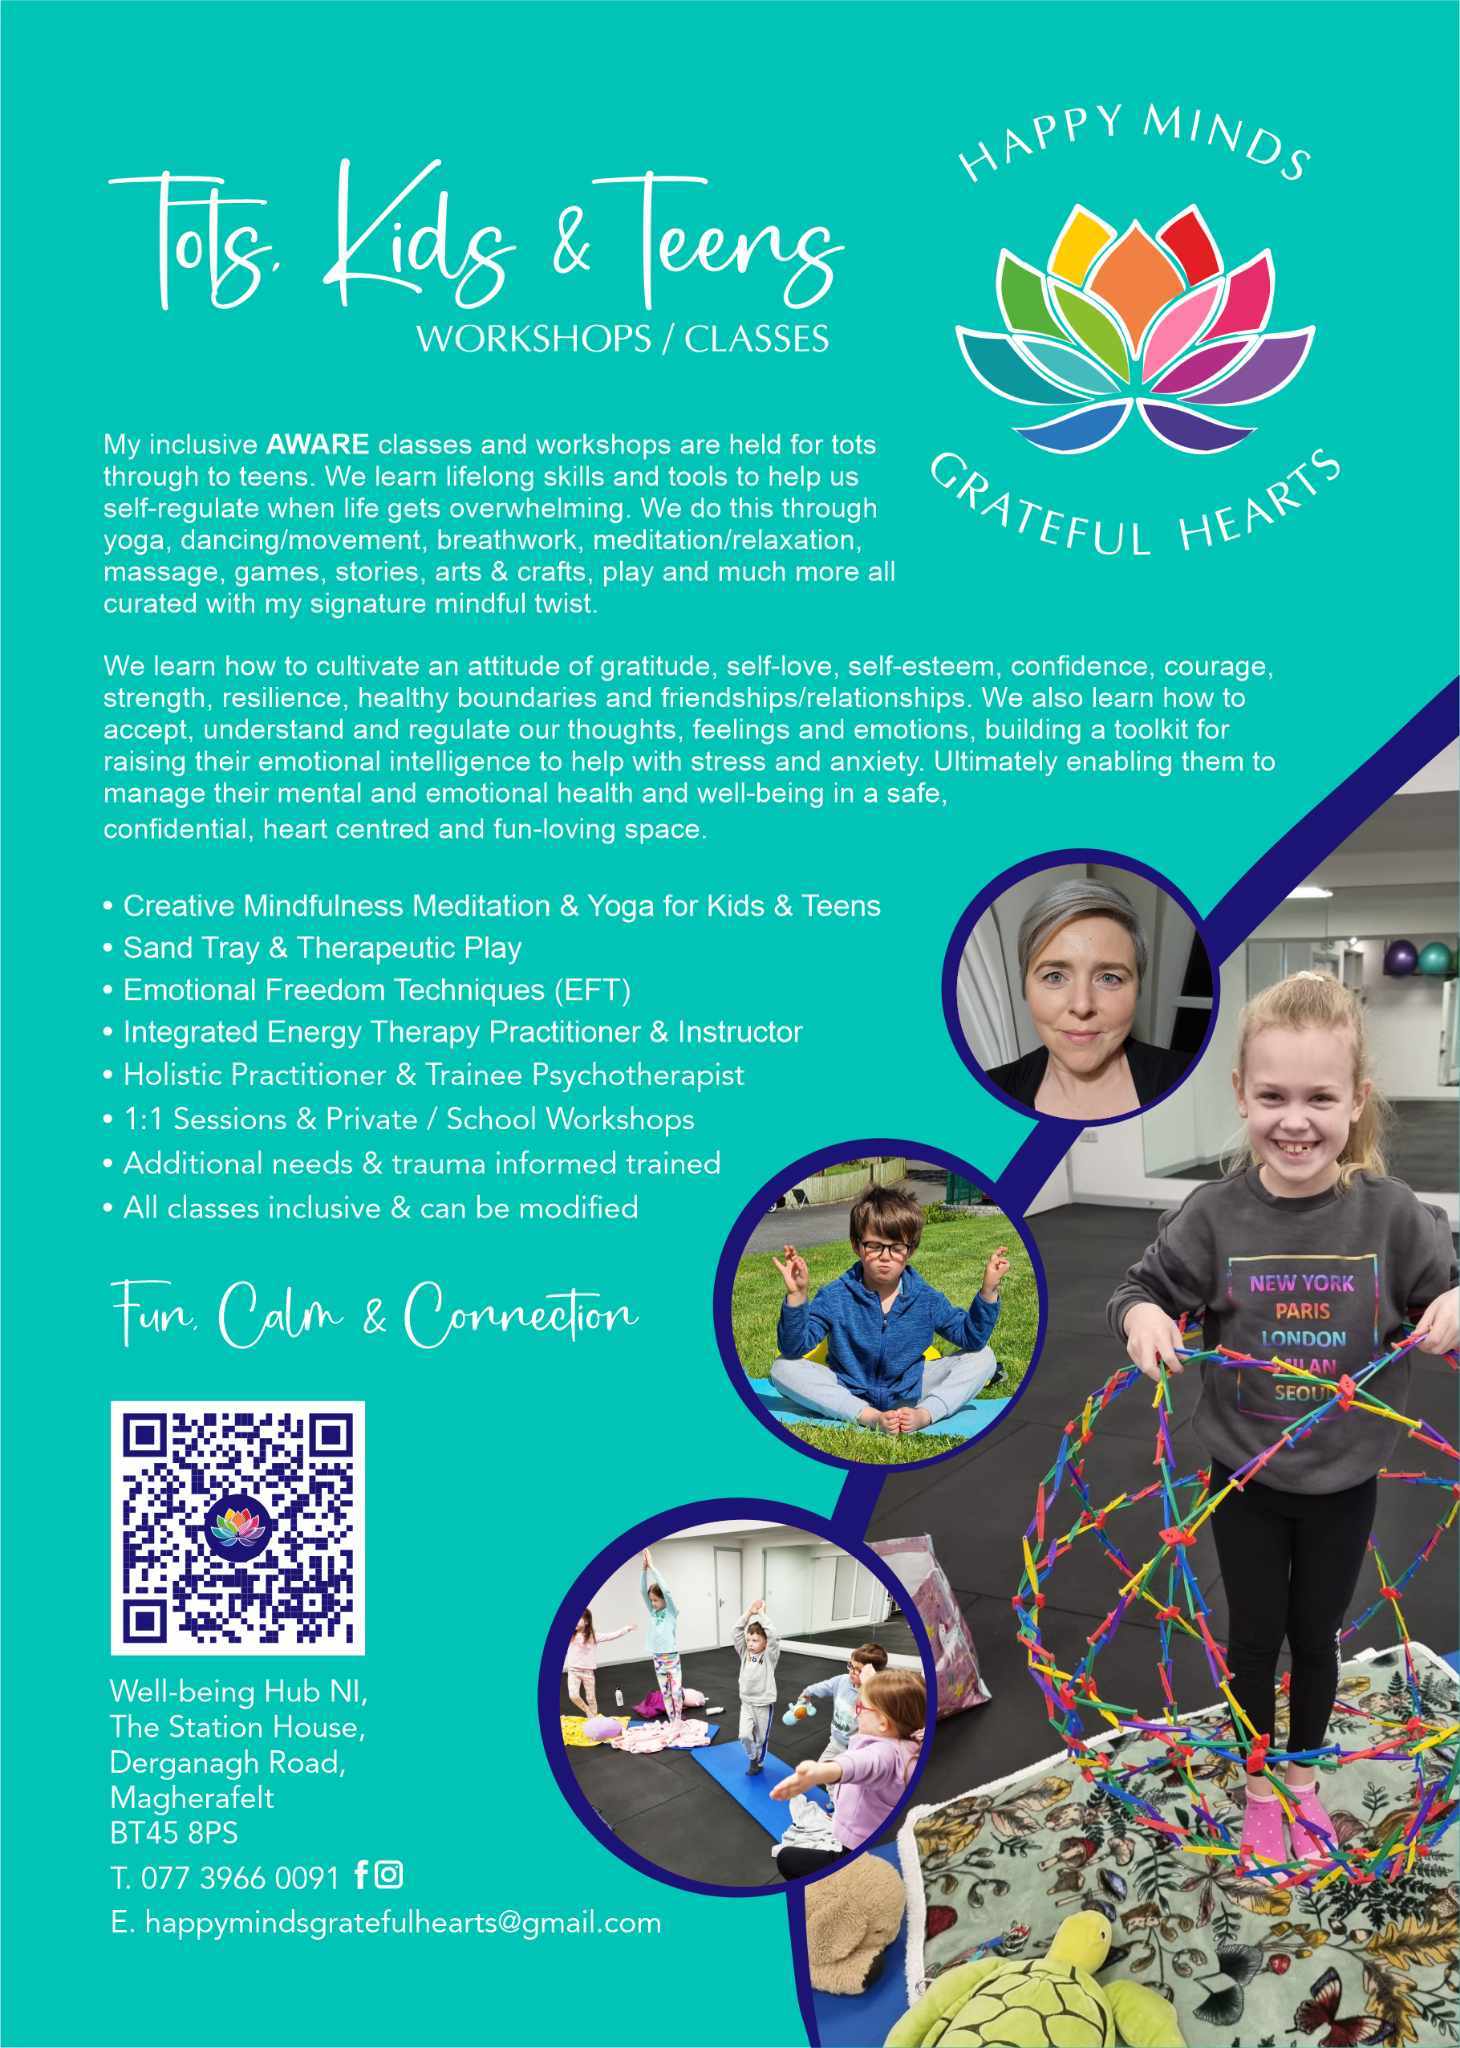 HAPPY MINDS
GRATEFUL HEARTS
Tots, Kids & Teens
WORKSHOPS / CLASSES
My inclusive AWARE classes and workshops are held for tots
through to teens. We learn lifelong skills and tools to help us
self-regulate when life gets overwhelming. We do this through
yoga, dancing/movement, breathwork, meditation/relaxation,
massage, games, stories, arts & crafts, play and much more all
curated with my signature mindful twist.
We learn how to cultivate an attitude of gratitude, self-love, self-esteem, confidence, courage,
strength, resilience, healthy boundaries and friendships/relationships. We also learn how to
accept, understand and regulate our thoughts, feelings and emotions, building a toolkit for
raising their emotional intelligence to help with stress and anxiety. Ultimately enabling them to
manage their mental and emotional health and well-being in a safe,
confidential, heart centred and fun-loving space.
• Creative Mindfulness Meditation & Yoga for Kids & Teens
• Sand Tray & Therapeutic Play
• Emotional Freedom Techniques (EFT)
• Integrated Energy Therapy Practitioner & Instructor
• Holistic Practitioner & Trainee Psychotherapist
• 1:1 Sessions & Private / School Workshops
• Additional needs & trauma informed trained
• All classes inclusive & can be modified
Fun, Calm & Connection
NEW YORK
PARIS
LONDON
MILAN
SEOUL
Well-being Hub NI,
The Station House,
Derganagh Road,
Magherafelt
BT45 8PS
T. 077 3966 0091 f
E. happymindsgratefulhearts@gmail.com